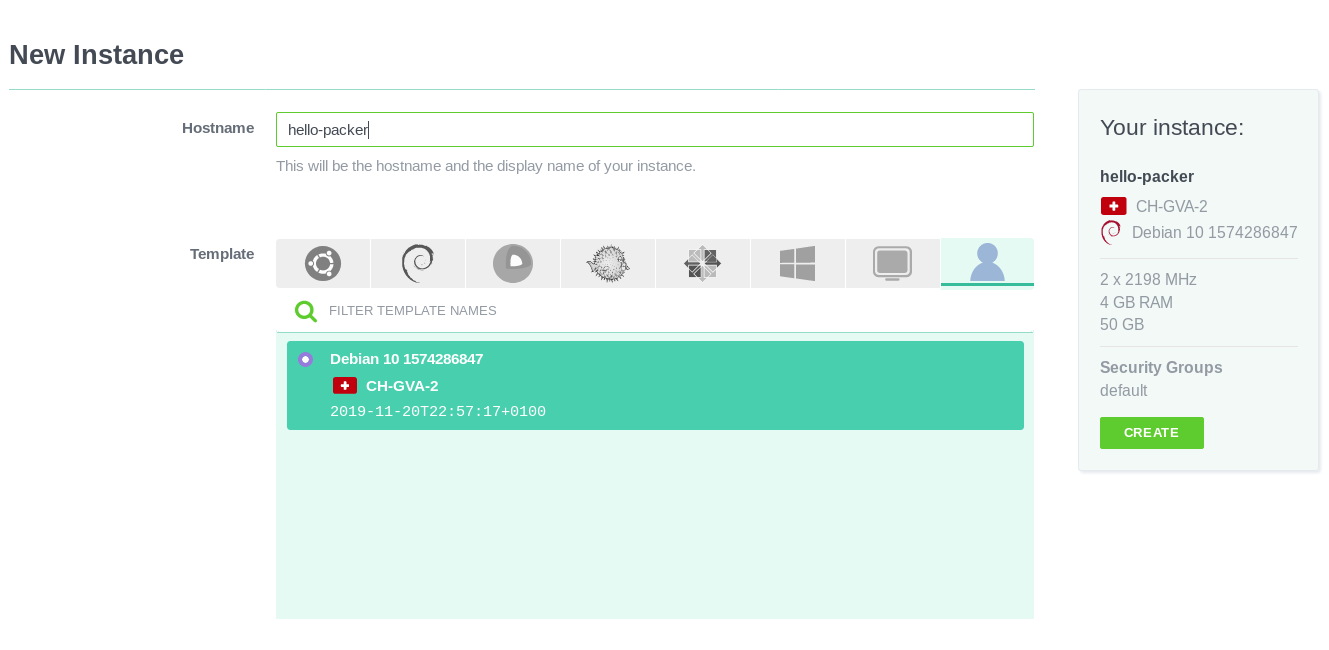 New Instance
Hostname
hello-packer
This will be the hostname and the display name of your instance.
Template
FILTER TEMPLATE NAMES
Debian 10 1574286847
CH-GVA-2
2019-11-20T22:57:17+0100
Your instance:
hello-packer
CH-GVA-2
Debian 10 1574286847
2 x 2198 MHz
4 GB RAM
50 GB
Security Groups
default
CREATE